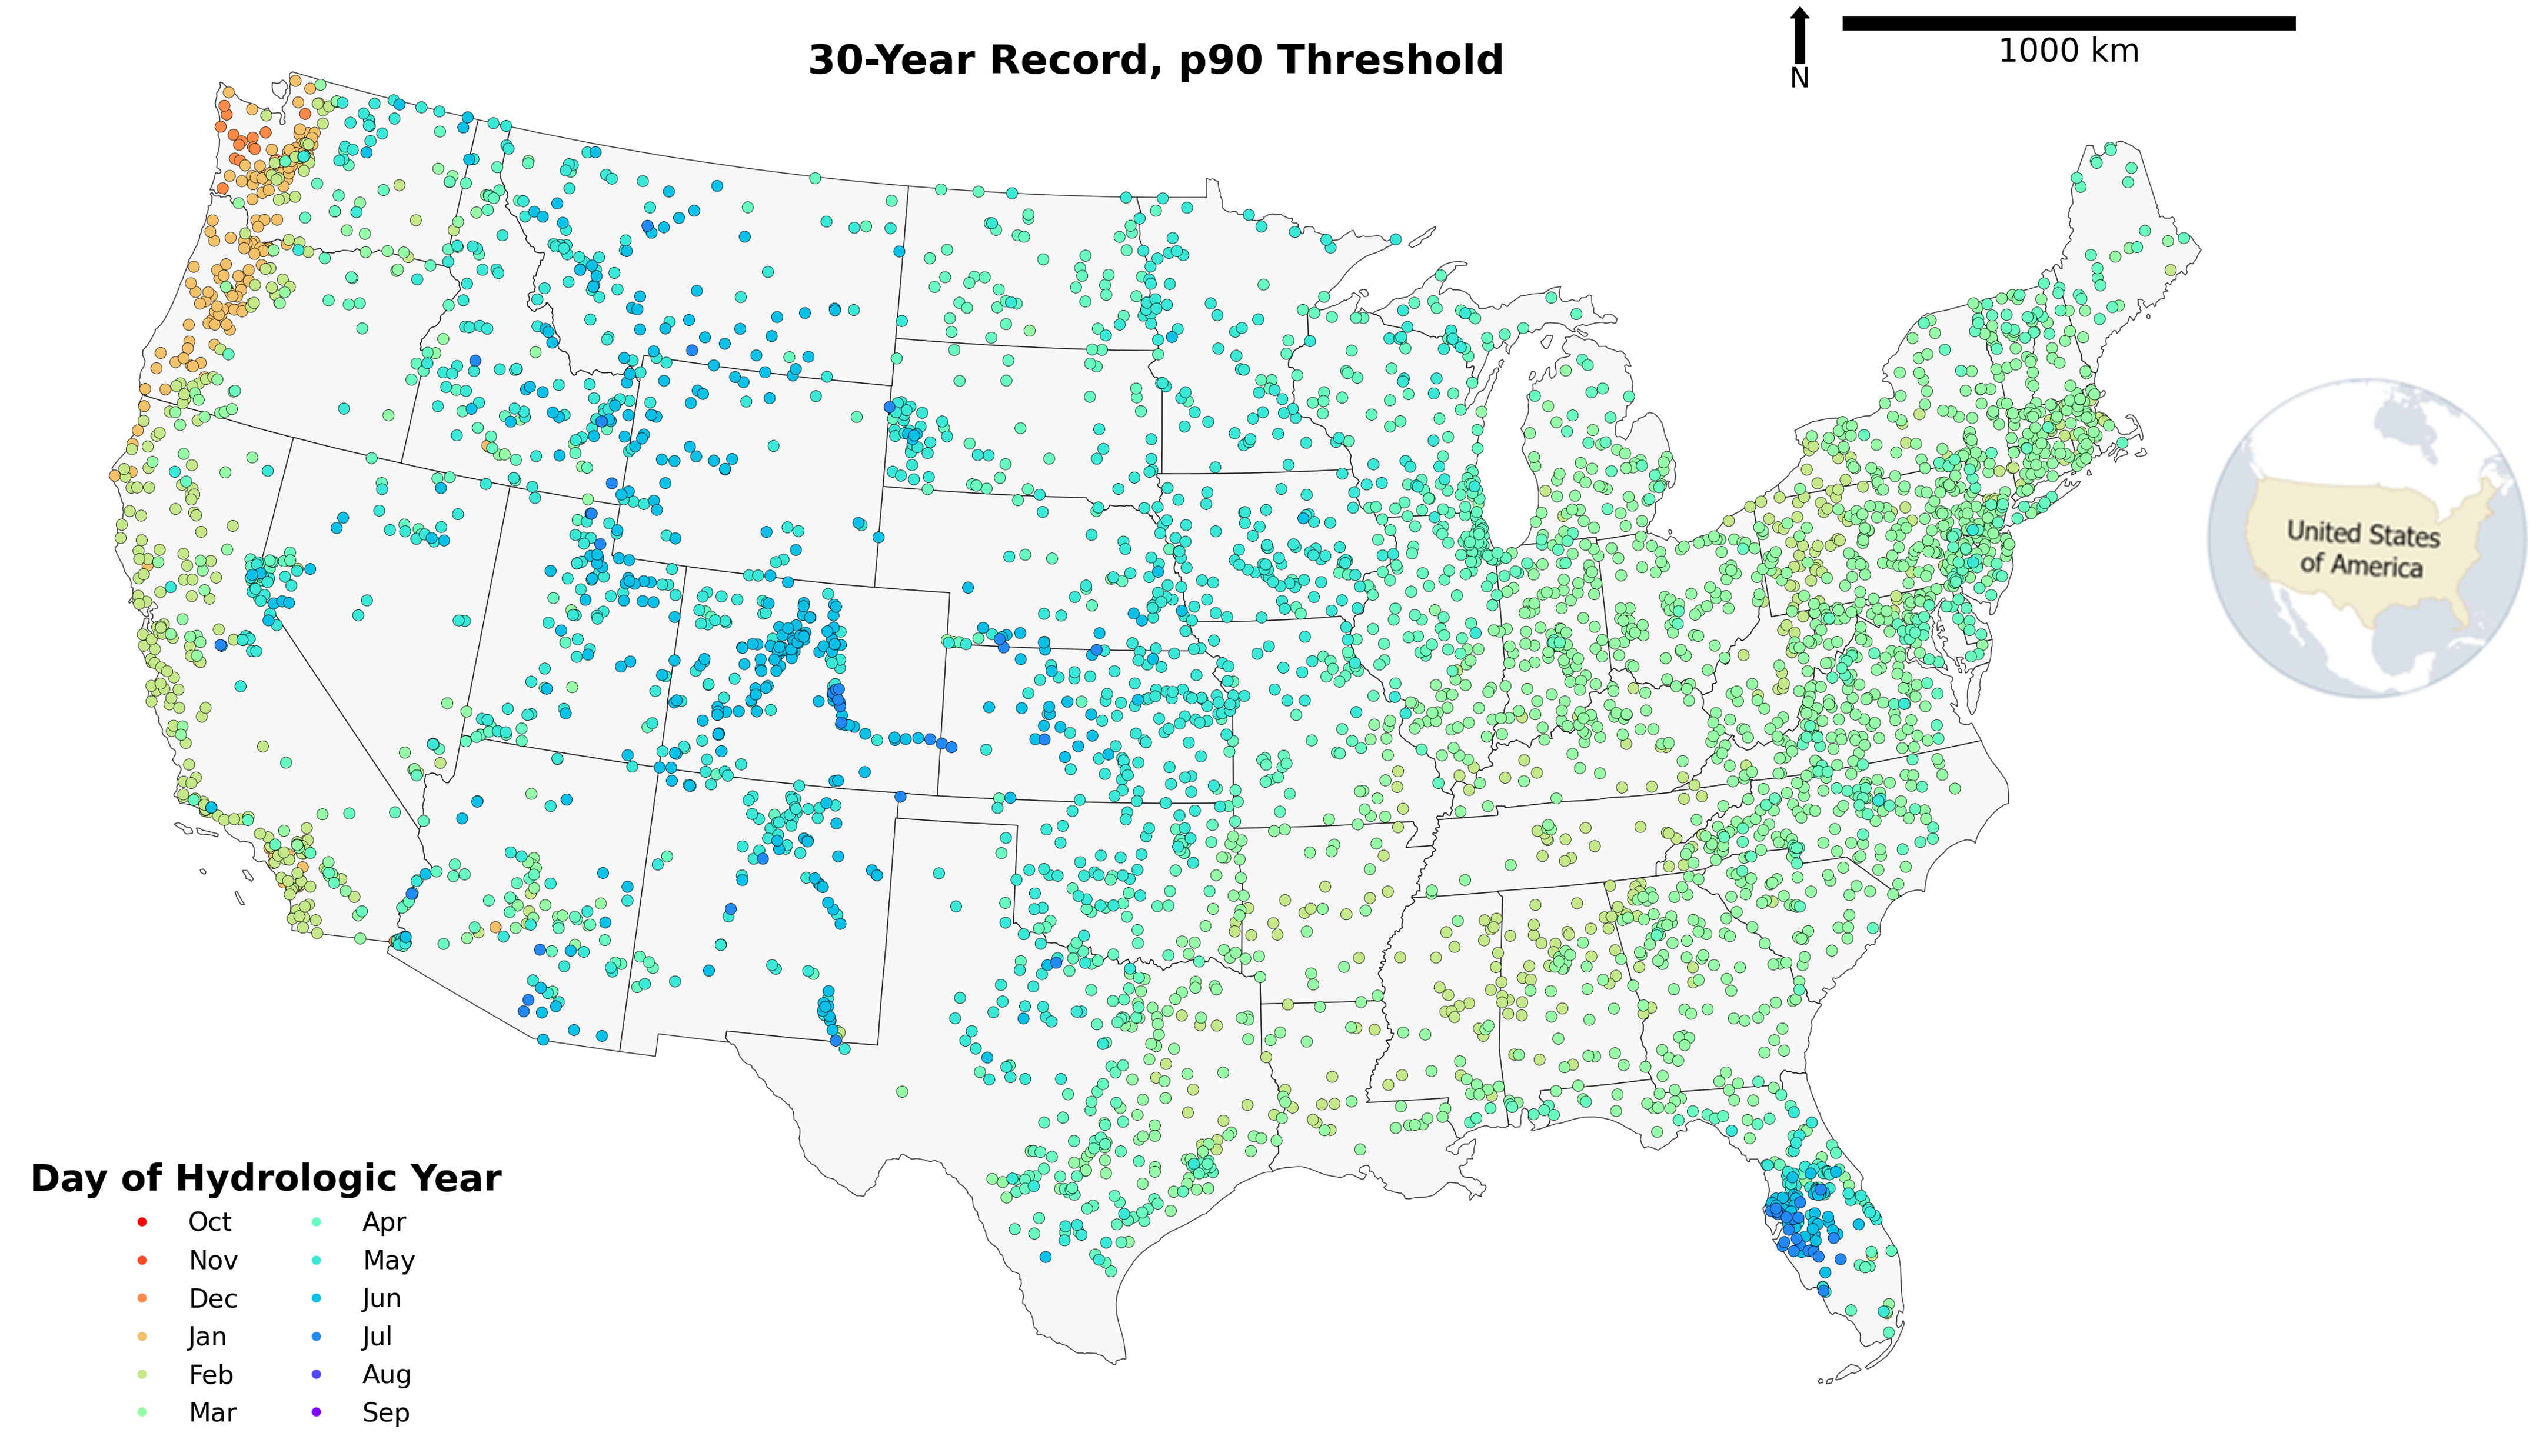 30-Year Record, p90 Threshold
N
1000 km
United States
of America
Day of Hydrologic Year
Oct
Nov
Dec
Jan
Feb
Mar
Apr
May
Jun
Jul
Aug
Sep